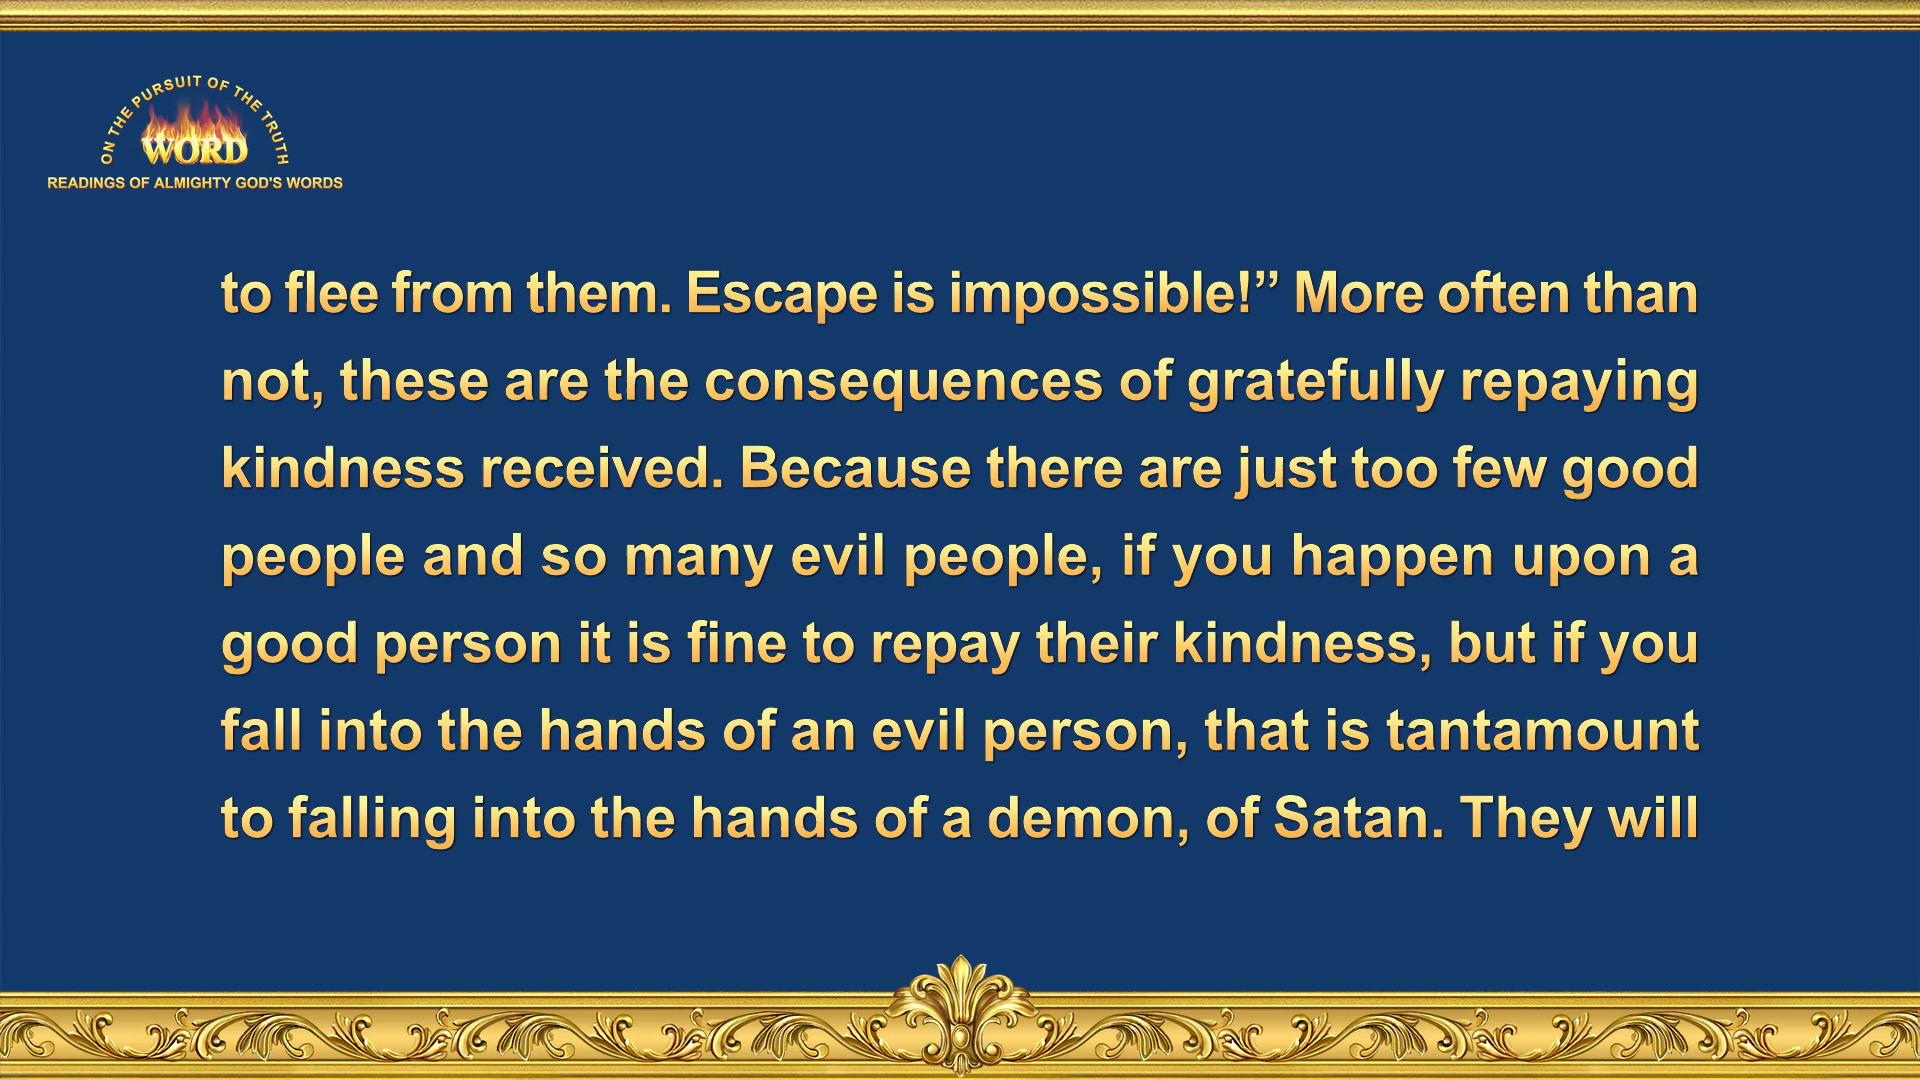 ON THE PURSUIT OF THE TRUTH
WORD
READINGS OF ALMIGHTY GOD'S WORDS
to flee from them. Escape is impossible!” More often than
not, these are the consequences of gratefully repaying
kindness received. Because there are just too few good
people and so many evil people, if you happen upon a
good person it is fine to repay their kindness, but if you
fall into the hands of an evil person, that is tantamount
to falling into the hands of a demon, of Satan. They will